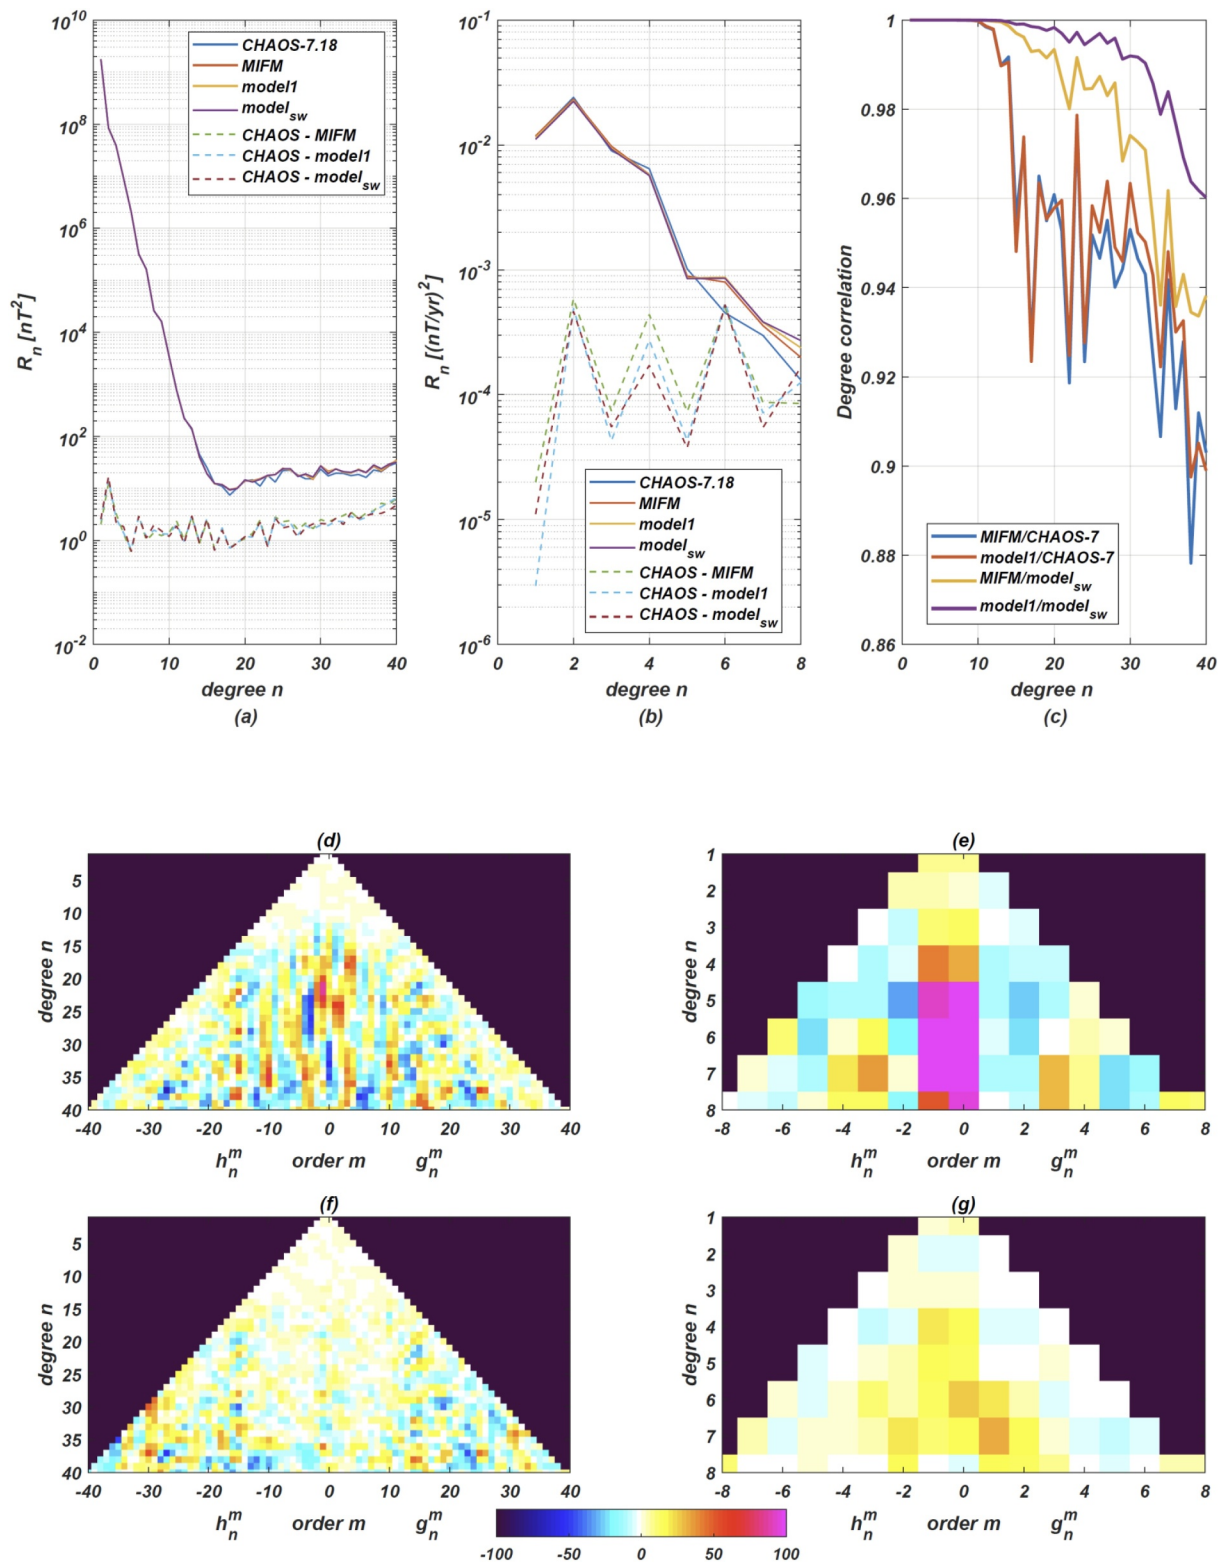 10^10
10^8
10^6
10^4
10^2
10^0
10^-2
R_n [nT^2]
CHAOS-7.18
MIFM
model1
model_sw
CHAOS - MIFM
CHAOS - model1
CHAOS - model_sw
0 10 20 30 40
degree n
(a)
10^-1
10^-2
10^-3
10^-4
10^-5
10^-6
R_n [(nT/yr)^2]
CHAOS-7.18
MIFM
model1
model_sw
CHAOS - MIFM
CHAOS - model1
CHAOS - model_sw
0 2 4 6 8
degree n
(b)
1
0.98
0.96
0.94
0.92
0.9
0.88
0.86
Degree correlation
MIFM/CHAOS-7
model1/CHAOS-7
MIFM/model_sw
model1/model_sw
0 10 20 30 40
degree n
(c)
(d)
5
10
15
20
25
30
35
40
degree n
-40 -30 -20 -10 0 10 20 30 40
h_n^m order m g_n^m
(e)
1
2
3
4
5
6
7
8
degree n
-8 -6 -4 -2 0 2 4 6 8
h_n^m order m g_n^m
(f)
5
10
15
20
25
30
35
40
degree n
-40 -30 -20 -10 0 10 20 30 40
h_n^m order m g_n^m
(g)
1
2
3
4
5
6
7
8
degree n
-8 -6 -4 -2 0 2 4 6 8
h_n^m order m g_n^m
-100 -50 0 50 100